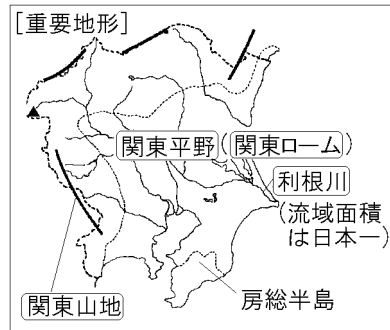 [重要地形]
関東平野(関東ローム)
利根川
(流域面積
は日本一)
房総半島
関東山地